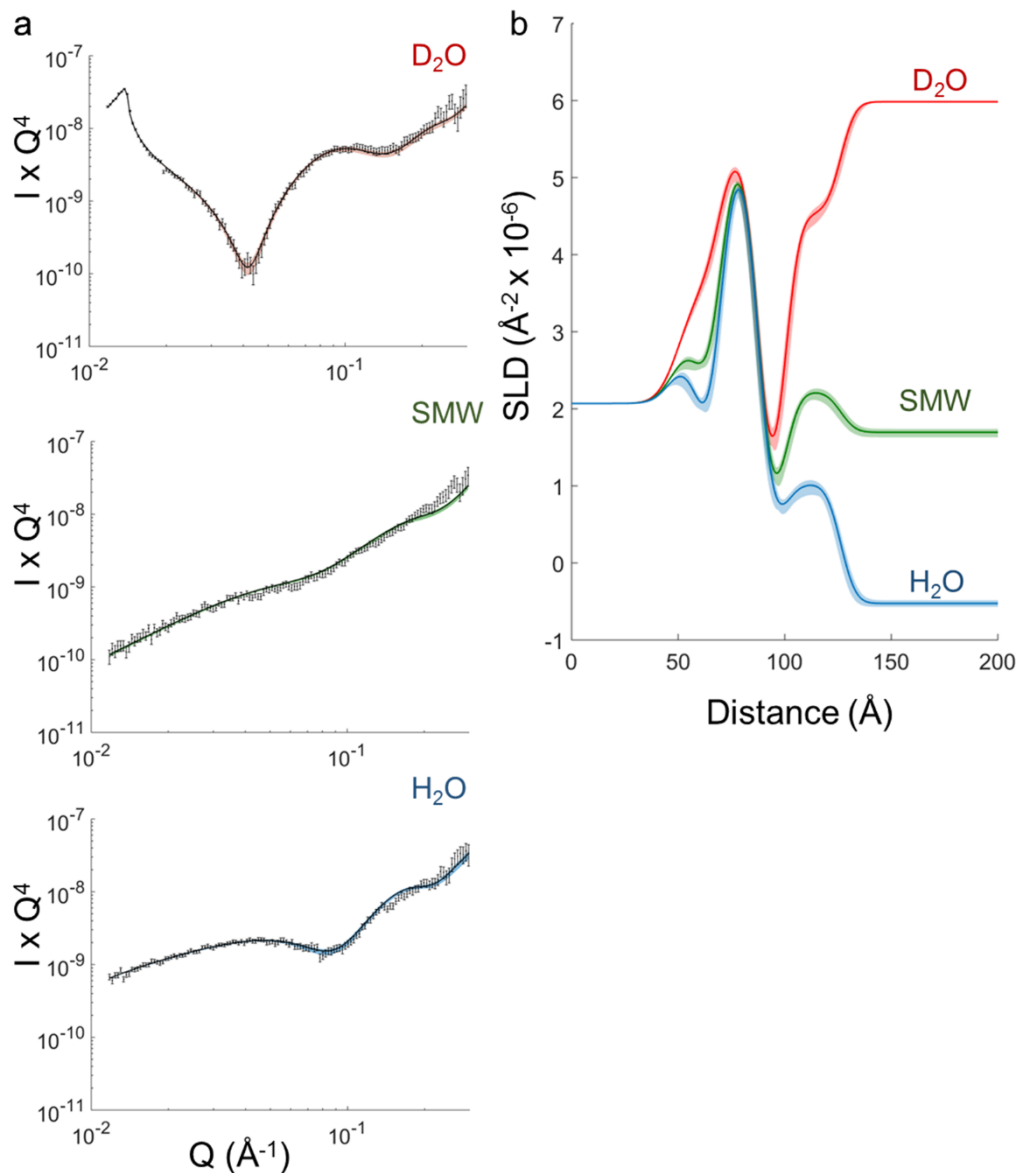 a
D₂O
10⁻⁷
10⁻⁸
10⁻⁹
10⁻¹⁰
10⁻¹¹
I x Q⁴
10⁻²
10⁻¹
SMW
10⁻⁷
10⁻⁸
10⁻⁹
10⁻¹⁰
10⁻¹¹
I x Q⁴
10⁻²
10⁻¹
H₂O
10⁻⁷
10⁻⁸
10⁻⁹
10⁻¹⁰
10⁻¹¹
I x Q⁴
10⁻²
10⁻¹
Q (Å⁻¹)
b
7
6
5
4
3
2
1
0
-1
SLD (Å⁻² x 10⁻⁶)
D₂O
SMW
H₂O
0
50
100
150
200
Distance (Å)